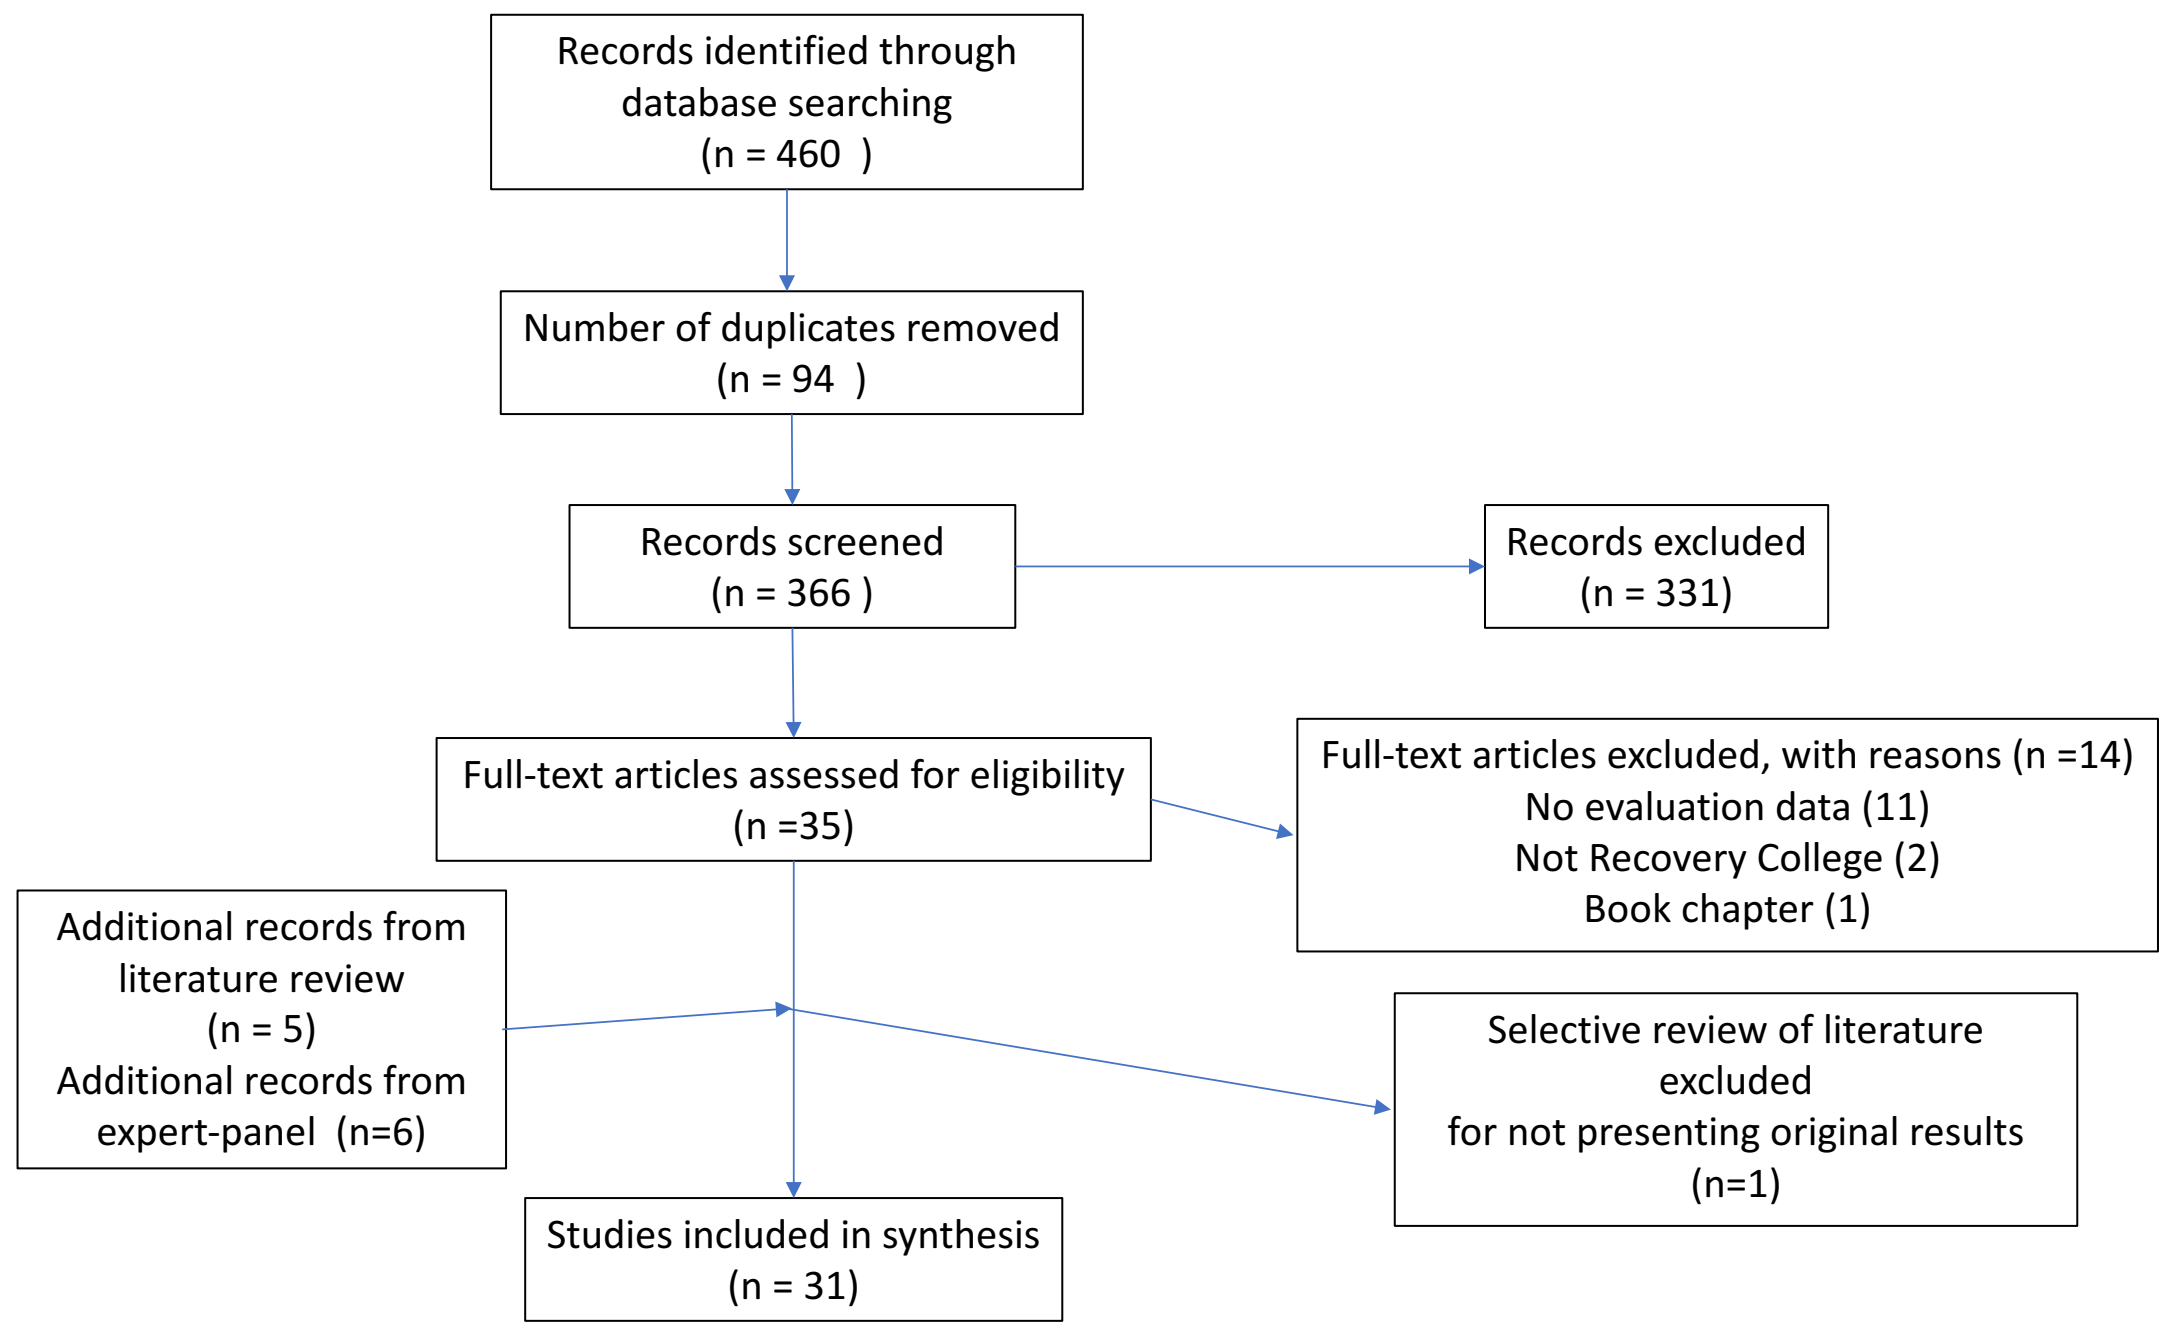 Records identified through
database searching
(n = 460  )
Number of duplicates removed
(n = 94  )
Records screened
(n = 366 )
Records excluded
(n = 331)
Full-text articles assessed for eligibility
(n =35)
Full-text articles excluded, with reasons (n =14)
No evaluation data (11)
Not Recovery College (2)
Book chapter (1)
Additional records from
literature review
(n = 5)
Additional records from
expert-panel  (n=6)
Selective review of literature
excluded
for not presenting original results
(n=1)
Studies included in synthesis
(n = 31)